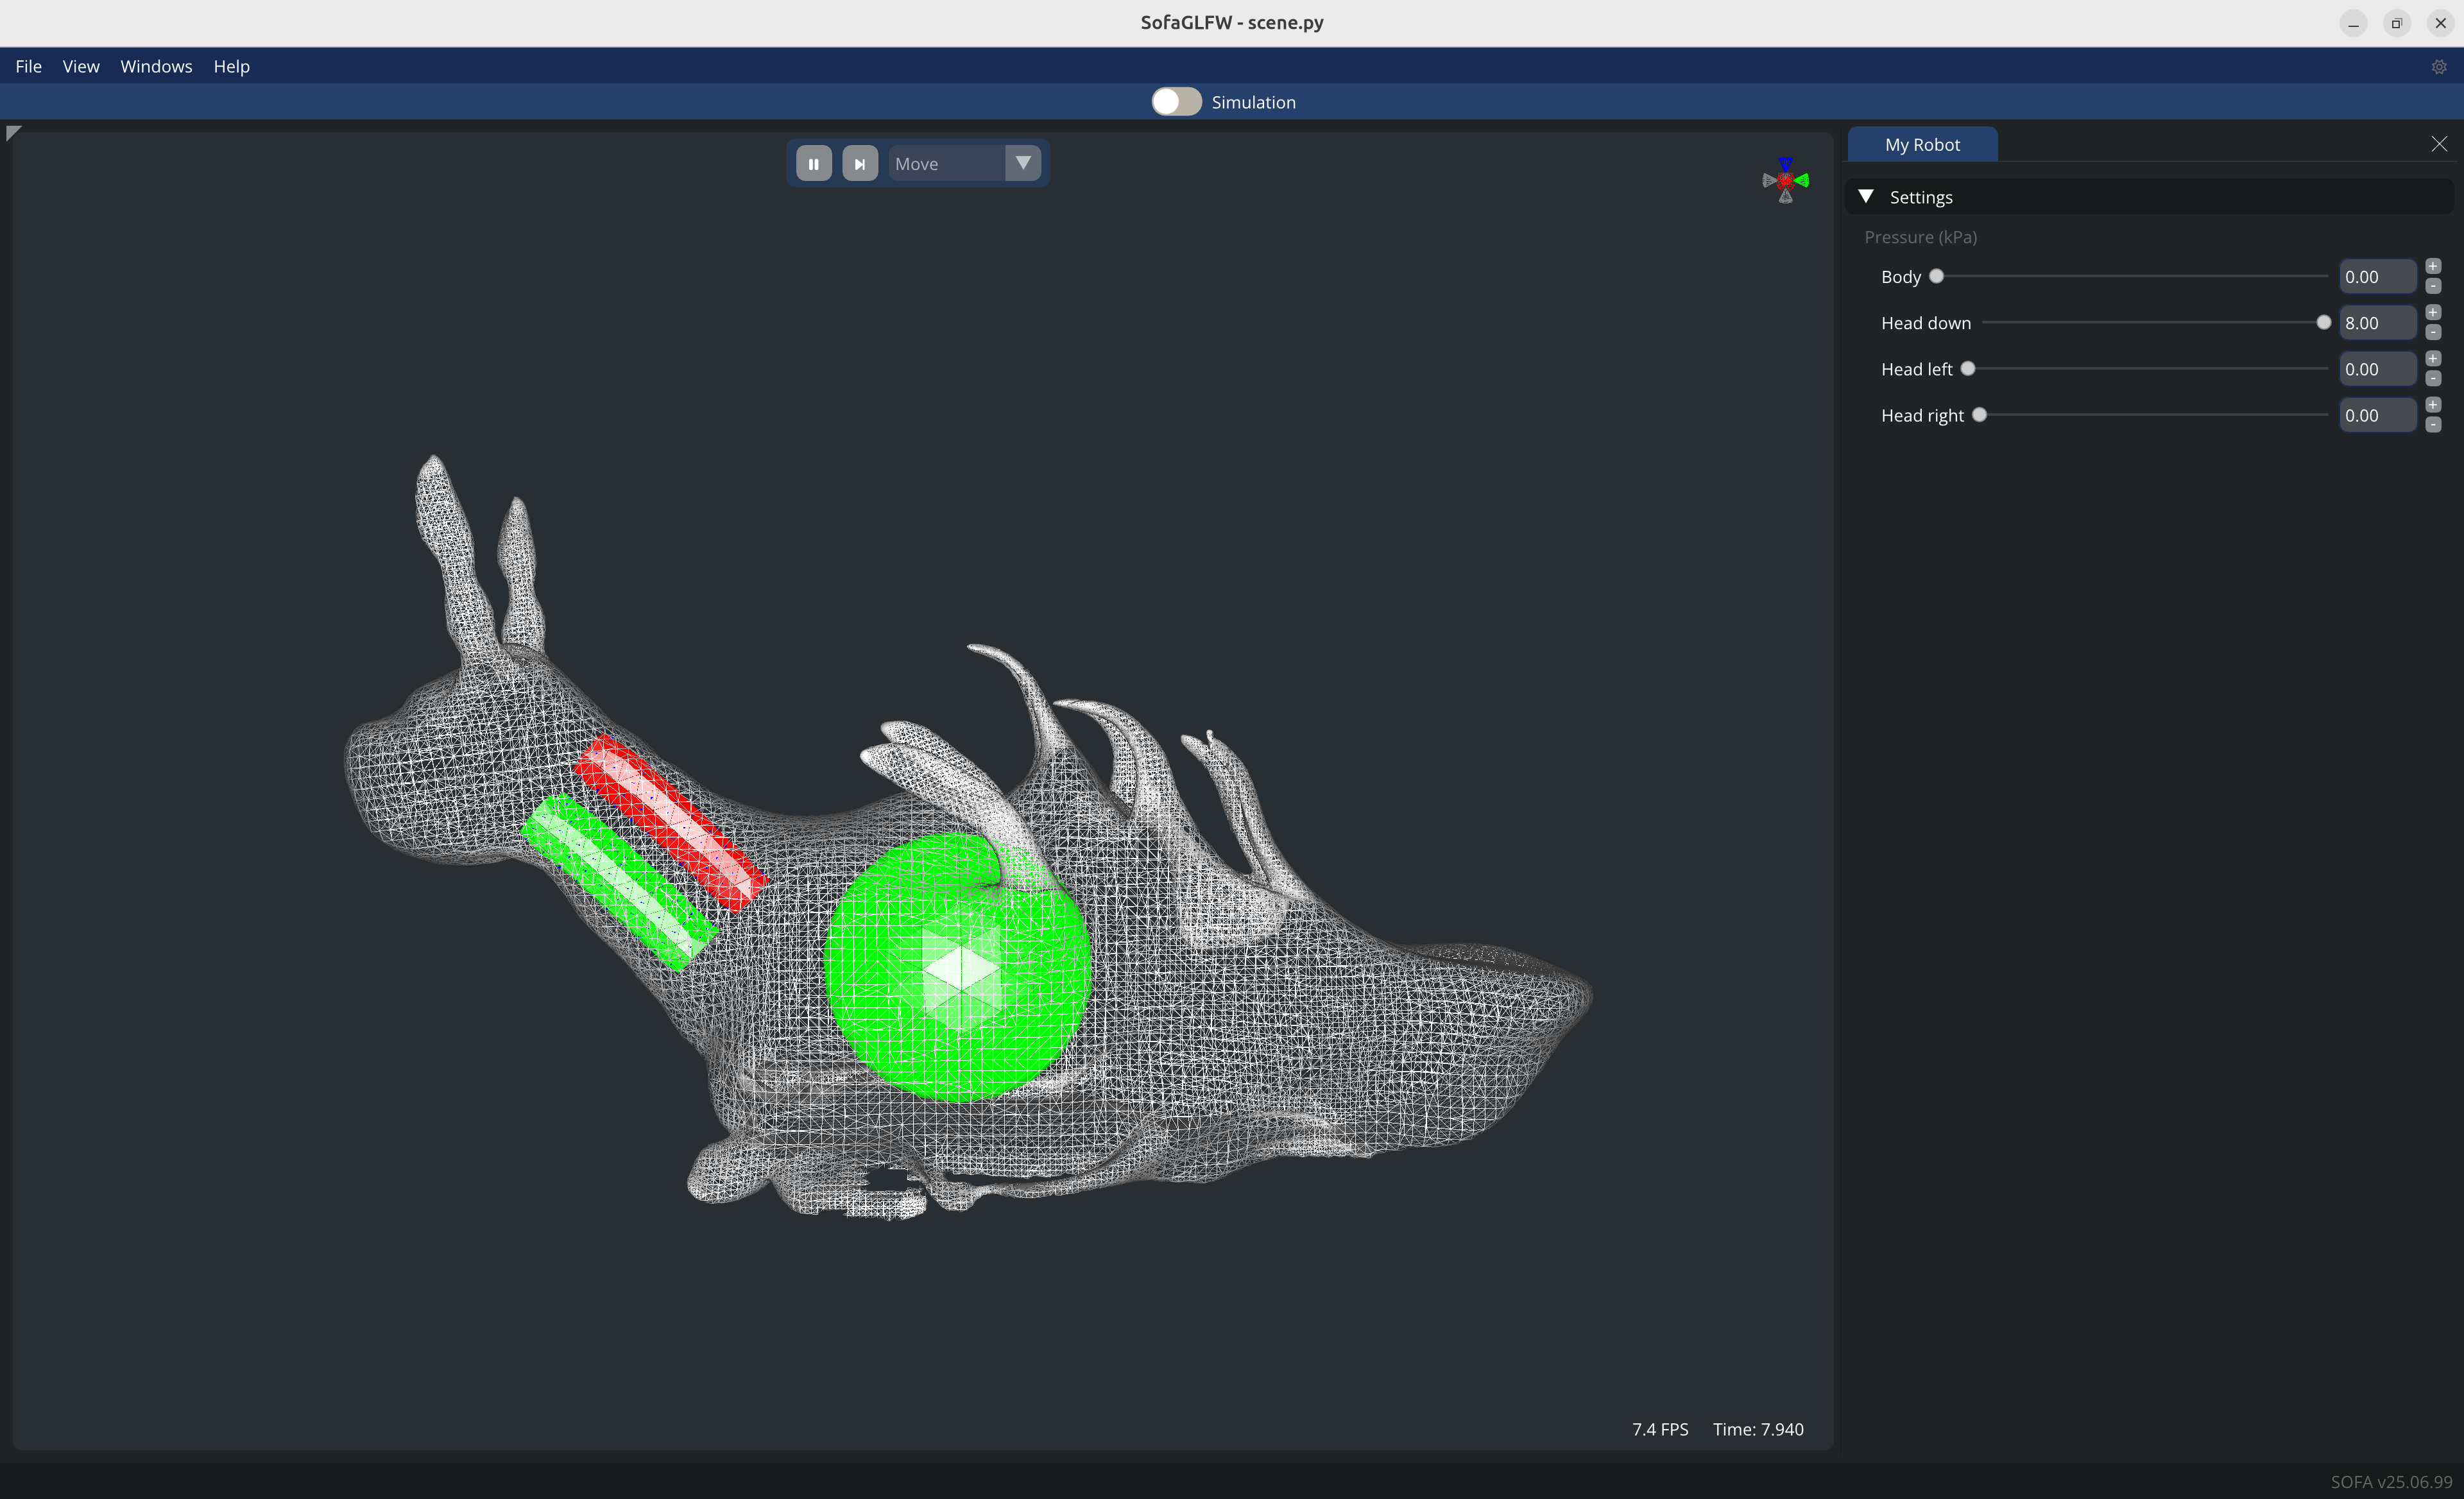 SofaGLFW - scene.py
File View Windows Help
Simulation
Move
My Robot
Settings
Pressure (kPa)
Body 0.00 + -
Head down 8.00 + -
Head left 0.00 + -
Head right 0.00 + -
7.4 FPS Time: 7.940
SOFA v25.06.99